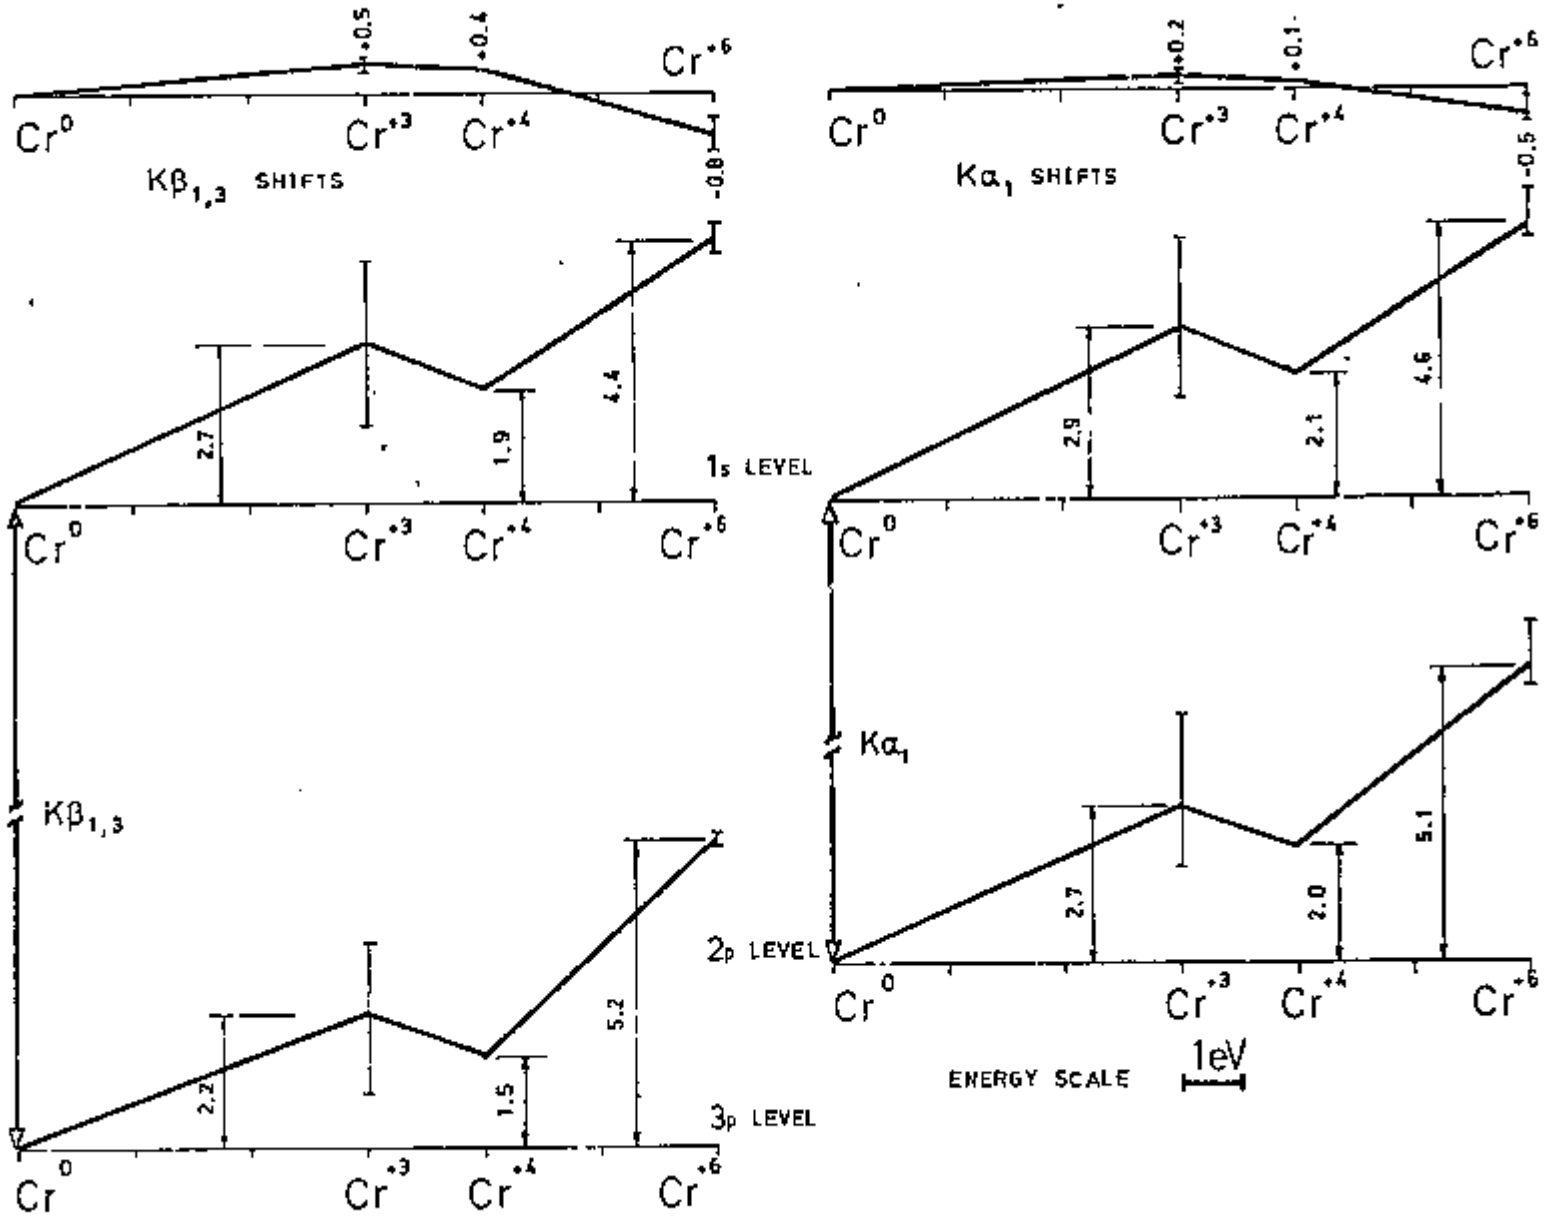 +0.5
+0.4
Cr+6
Cr0
Cr+3
Cr+4
-0.8
Kβ1,3 SHIFTS
+0.2
+0.1
Cr+6
Cr0
Cr+3
Cr+4
-0.5
Kα1 SHIFTS
2.7
1.9
4.4
1s LEVEL
Cr0
Cr+3
Cr+4
Cr+6
2.9
2.1
4.6
Cr0
Cr+3
Cr+4
Cr+6
Kβ1,3
2.2
1.5
5.2
3p LEVEL
Cr0
Cr+3
Cr+4
Cr+6
Kα1
2.7
2.0
5.1
2p LEVEL
Cr0
Cr+3
Cr+4
Cr+6
ENERGY SCALE 1eV